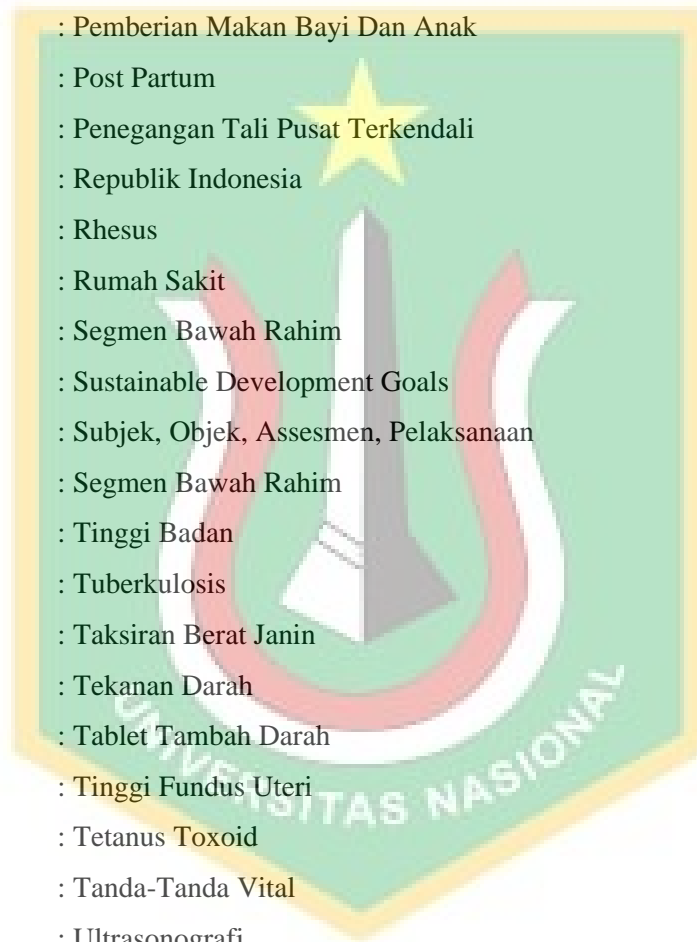 : Pemberian Makan Bayi Dan Anak
: Post Partum
: Penegangan Tali Pusat Terkendali
: Republik Indonesia
: Rhesus
: Rumah Sakit
: Segmen Bawah Rahim
: Sustainable Development Goals
: Subjek, Objek, Assesmen, Pelaksanaan
: Segmen Bawah Rahim
: Tinggi Badan
: Tuberkulosis
: Taksiran Berat Janin
: Tekanan Darah
: Tablet Tambah Darah
: Tinggi Fundus Uteri
: Tetanus Toxoid
: Tanda-Tanda Vital
: Ultrasonografi
UNIVERSITAS NASIONAL